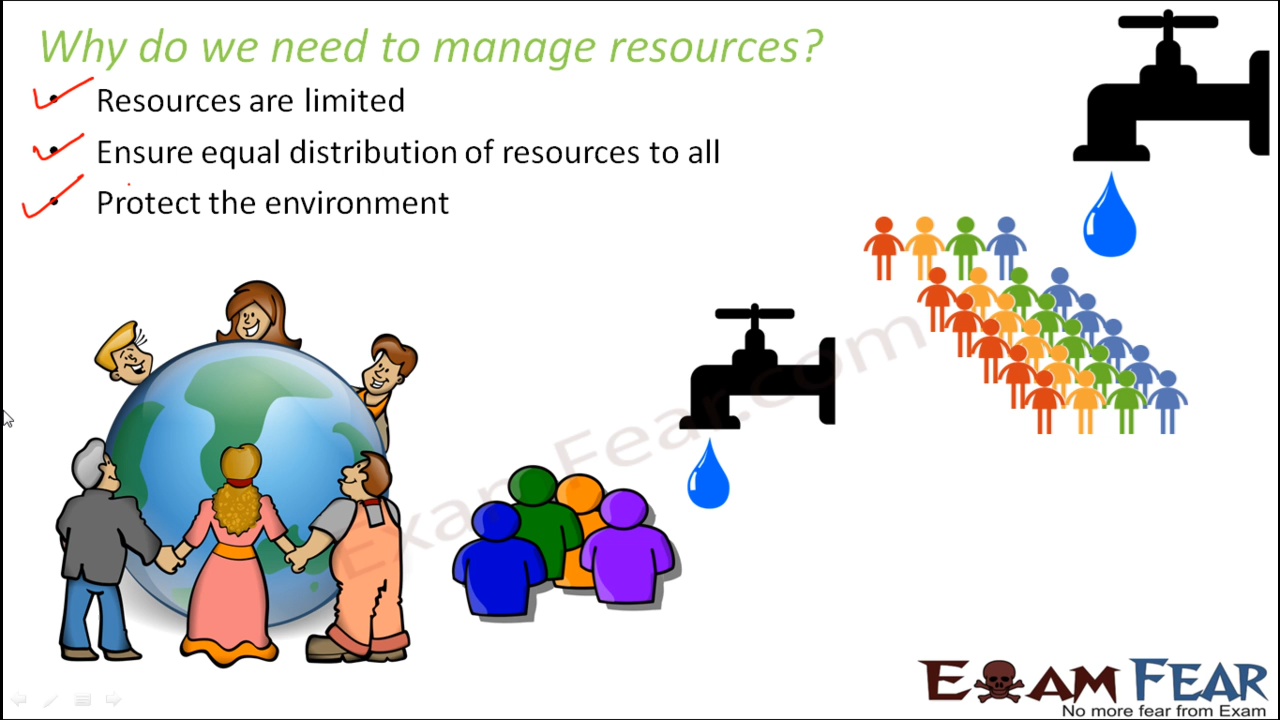 Why do we need to manage resources?
• Resources are limited
• Ensure equal distribution of resources to all
• Protect the environment
ExamFear.com
EXAM FEAR
No more fear from Exam